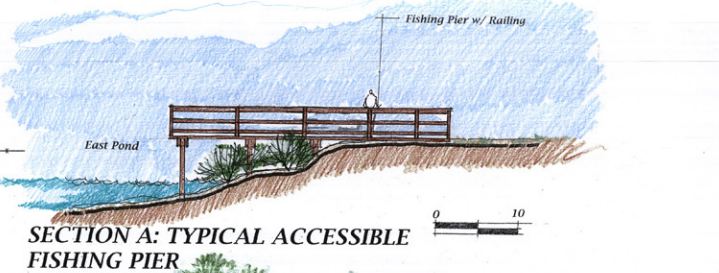 Fishing Pier w/ Railing
East Pond
0 10
SECTION A: TYPICAL ACCESSIBLE
FISHING PIER